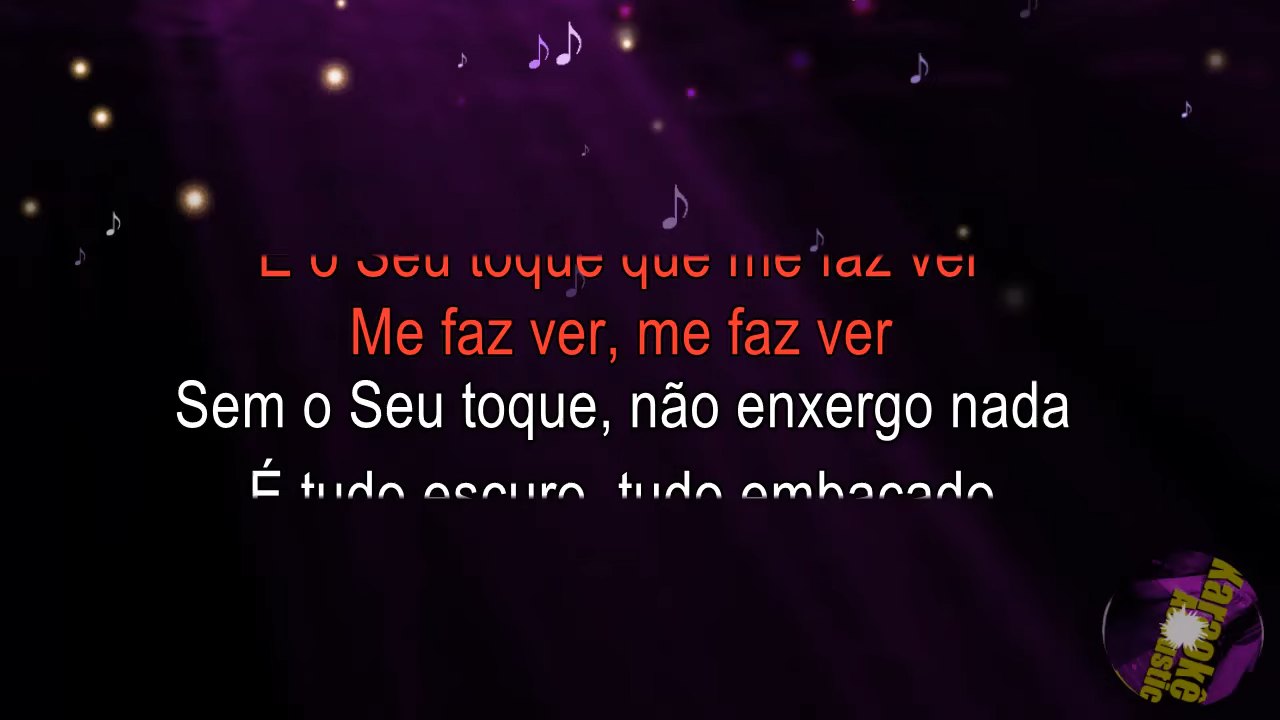 É o Seu toque que me faz ver
Me faz ver, me faz ver
Sem o Seu toque, não enxergo nada
É tudo escuro, tudo embaçado
Karaokê
Acoustic